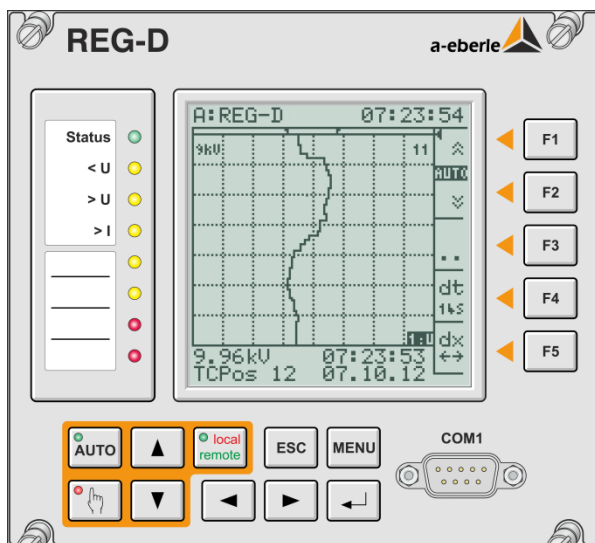 REG-D
a-eberle
Status
< U
> U
> I
A:REG-D 07:23:54
9kV 11
AUTO
..
dt
14s
1:U dx
9.96kV 07:23:53
TCPos 12 07.10.12
F1
F2
F3
F4
F5
AUTO
local
remote
ESC
MENU
COM1